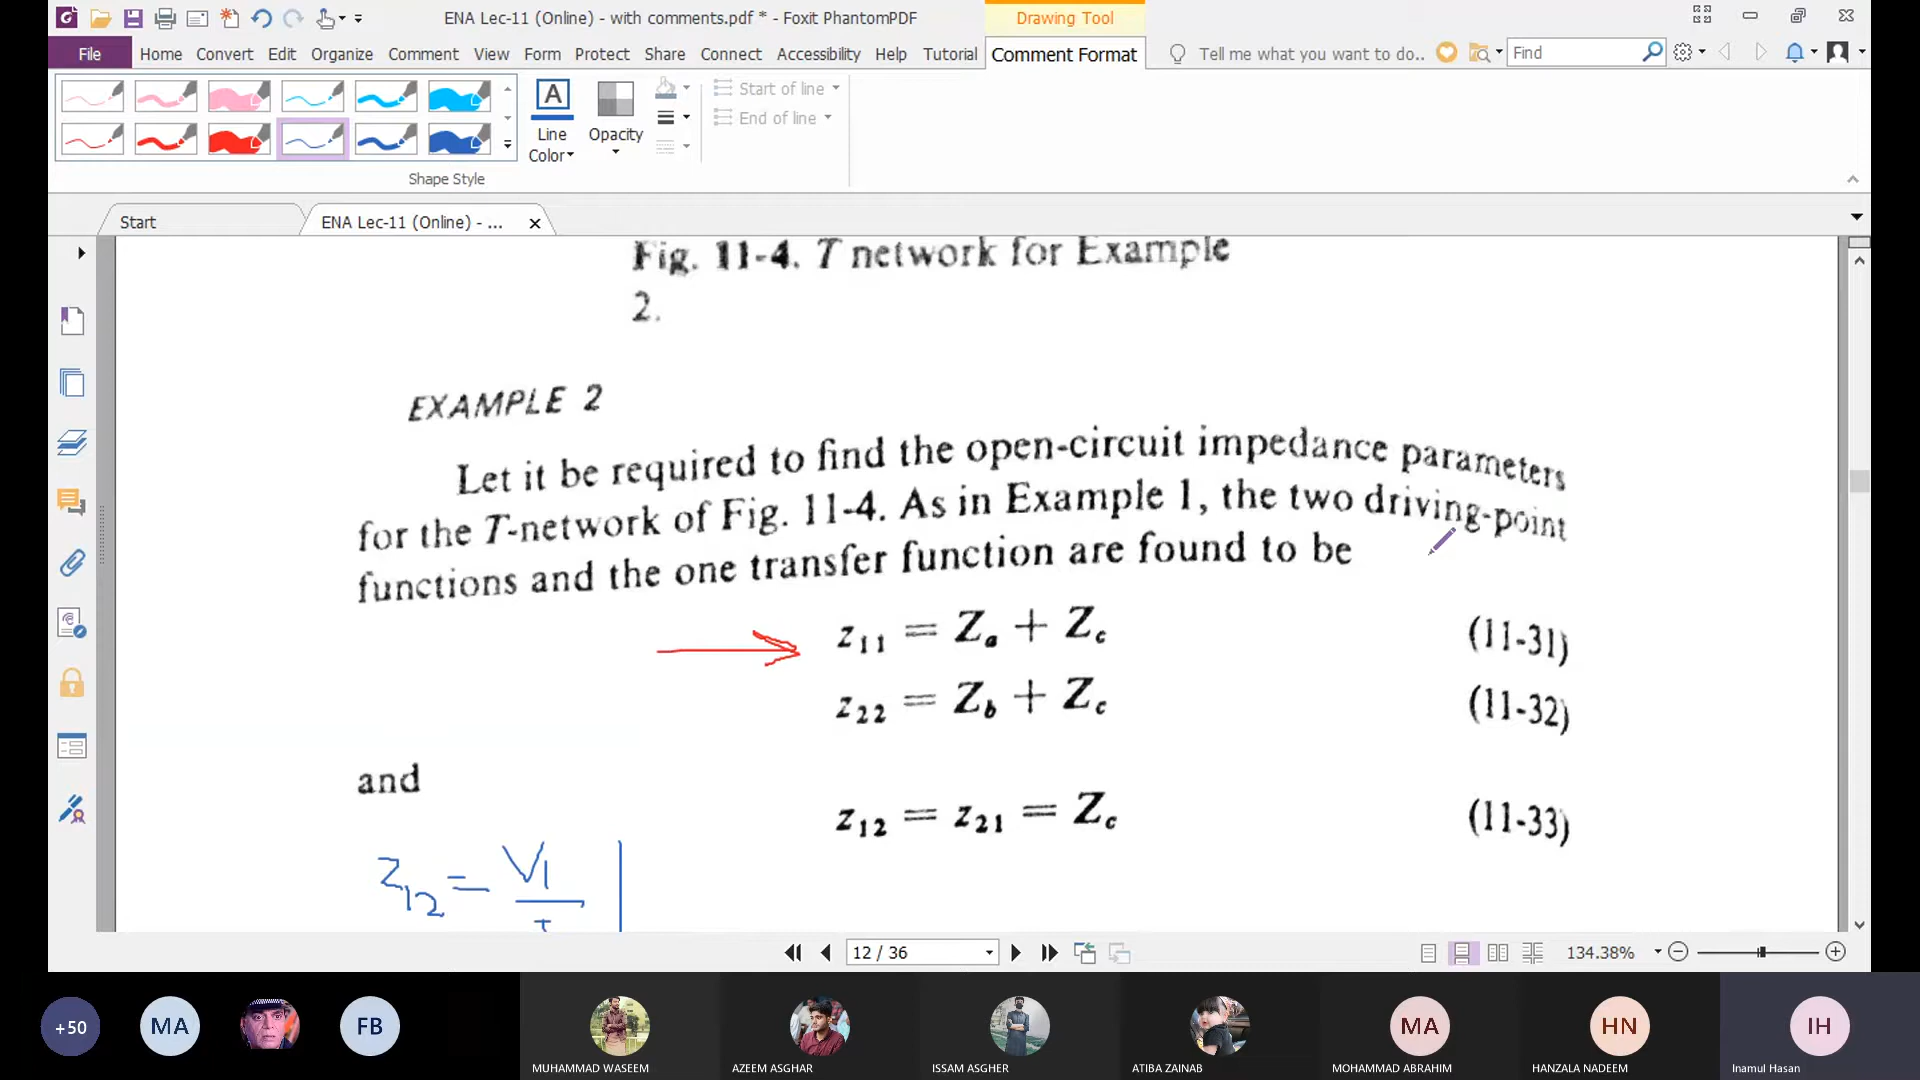 ENA Lec-11 (Online) - with comments.pdf * - Foxit PhantomPDF
Drawing Tool
File Home Convert Edit Organize Comment View Form Protect Share Connect Accessibility Help Tutorial Comment Format Tell me what you want to do.. Find
Start of line
End of line
Line Color
Opacity
Shape Style
Start
ENA Lec-11 (Online) - ...
Fig. 11-4. T network for Example
2.
EXAMPLE 2
Let it be required to find the open-circuit impedance parameters
for the T-network of Fig. 11-4. As in Example 1, the two driving-point
functions and the one transfer function are found to be
z₁₁ = Zₐ + Z_c (11-31)
z₂₂ = Z_b + Z_c (11-32)
and
z₁₂ = z₂₁ = Z_c (11-33)
Z₁₂ = V₁
12 / 36
134.38%
+50
MA
FB
MA
HN
IH
MUHAMMAD WASEEM
AZEEM ASGHAR
ISSAM ASGHER
ATIBA ZAINAB
MOHAMMAD ABRAHIM
HANZALA NADEEM
Inamul Hasan